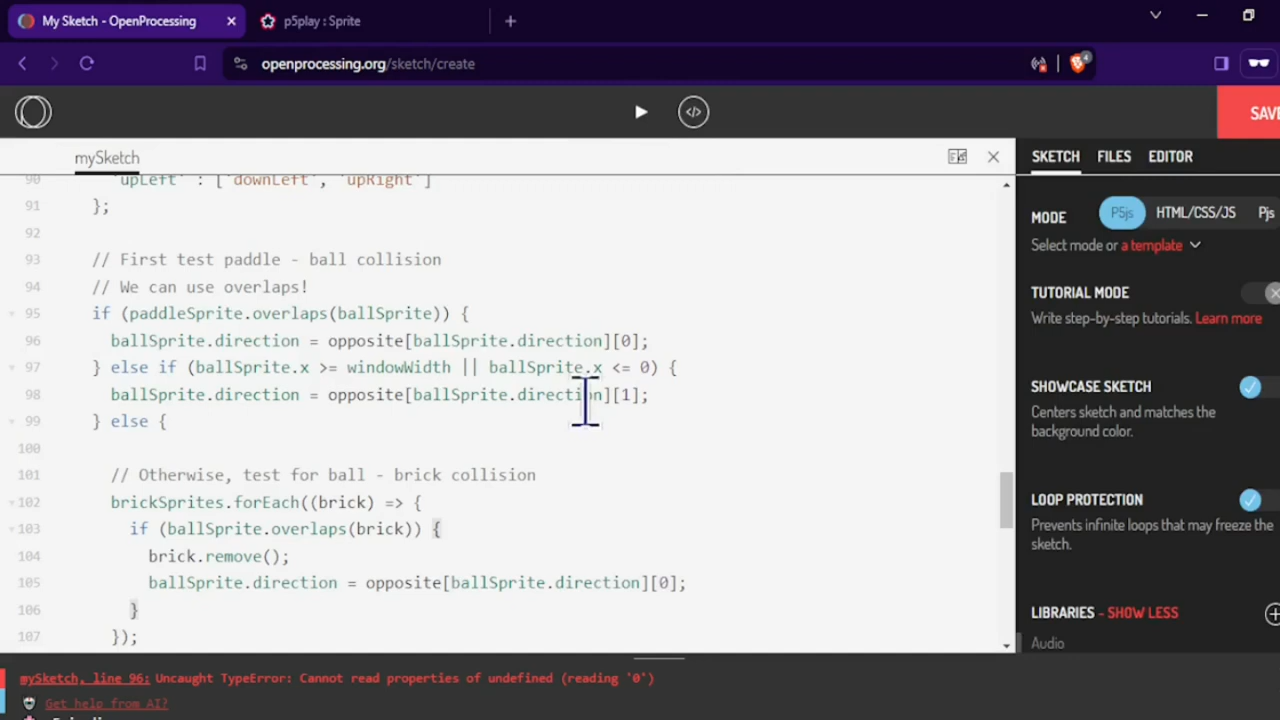 My Sketch - OpenProcessing
p5play : Sprite
openprocessing.org/sketch/create
4
</>
SAV
mySketch
SKETCH FILES EDITOR
90 'upLeft' : ['downLeft', 'upRight']
91 };
92
93 // First test paddle - ball collision
94 // We can use overlaps!
95 if (paddleSprite.overlaps(ballSprite)) {
96 ballSprite.direction = opposite[ballSprite.direction][0];
97 } else if (ballSprite.x >= windowWidth || ballSprite.x <= 0) {
98 ballSprite.direction = opposite[ballSprite.direction][1];
99 } else {
100
101 // Otherwise, test for ball - brick collision
102 brickSprites.forEach((brick) => {
103 if (ballSprite.overlaps(brick)) {
104 brick.remove();
105 ballSprite.direction = opposite[ballSprite.direction][0];
106 }
107 });
MODE P5js HTML/CSS/JS Pjs
Select mode or a template
TUTORIAL MODE
Write step-by-step tutorials. Learn more
SHOWCASE SKETCH
Centers sketch and matches the
background color.
LOOP PROTECTION
Prevents infinite loops that may freeze the
sketch.
LIBRARIES - SHOW LESS
Audio
mySketch, line 96: Uncaught TypeError: Cannot read properties of undefined (reading '0')
Get help from AI?